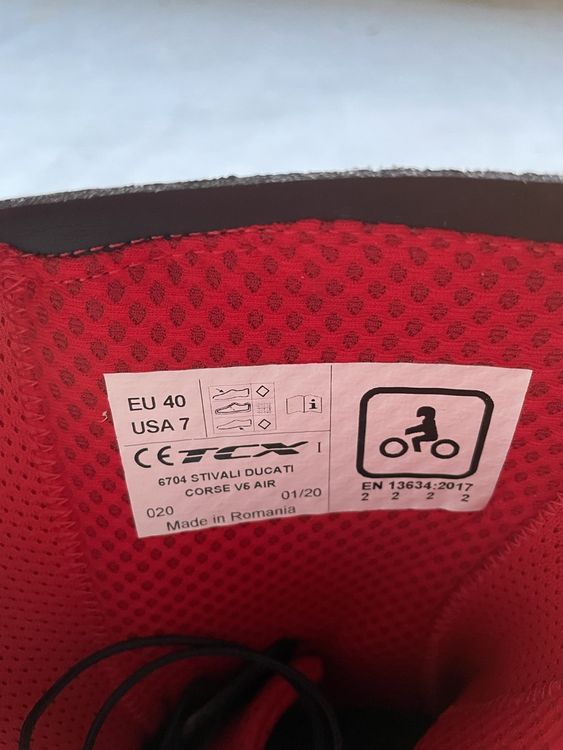 EU 40
USA 7
CE TCX I
6704 STIVALI DUCATI
CORSE V5 AIR
020 01/20
Made in Romania
i
EN 13634:2017
2 2 2 2